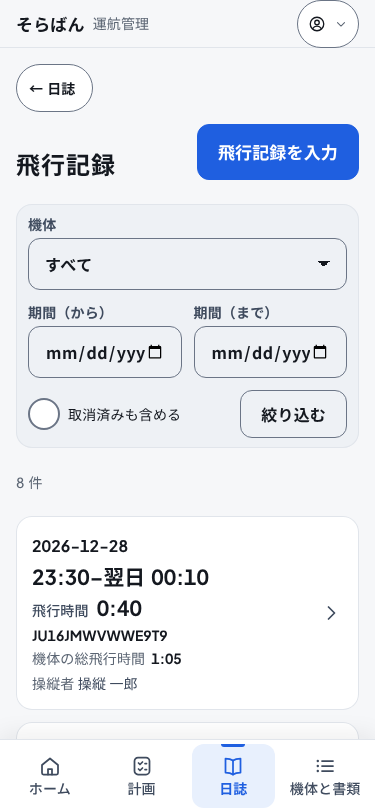 そらばん 運航管理
← 日誌
飛行記録
飛行記録を入力
機体
すべて
期間（から） 期間（まで）
mm/dd/yyy mm/dd/yyy
取消済みも含める 絞り込む
8 件
2026-12-28
23:30–翌日 00:10
飛行時間 0:40
JU16JMWVWWE9T9
機体の総飛行時間 1:05
操縦者 操縦 一郎
ホーム 計画 日誌 機体と書類